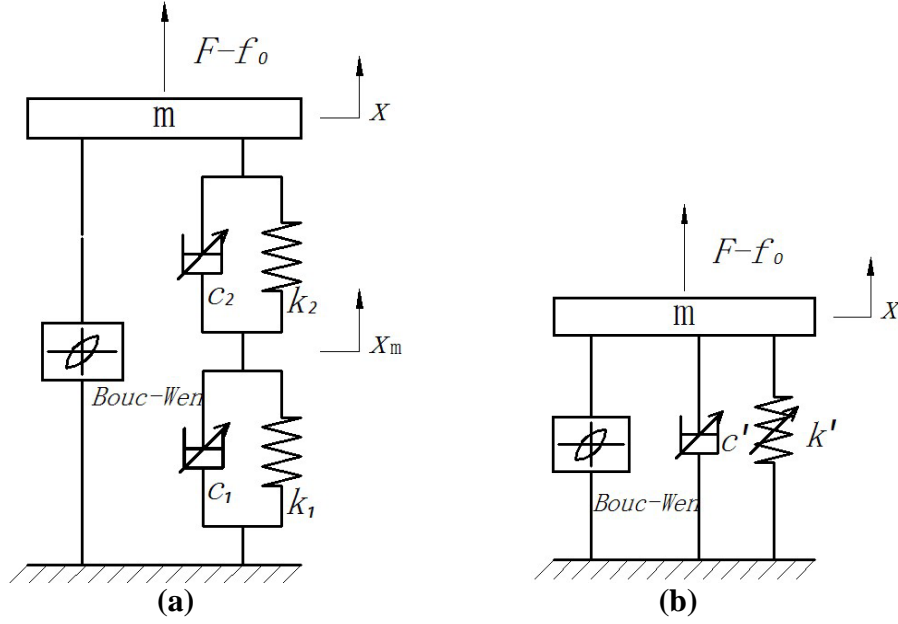 F-f₀
m
X
c₂
k₂
Xₘ
Bouc-Wen
c₁
k₁
(a)
F-f₀
m
X
c'
k'
Bouc-Wen
(b)